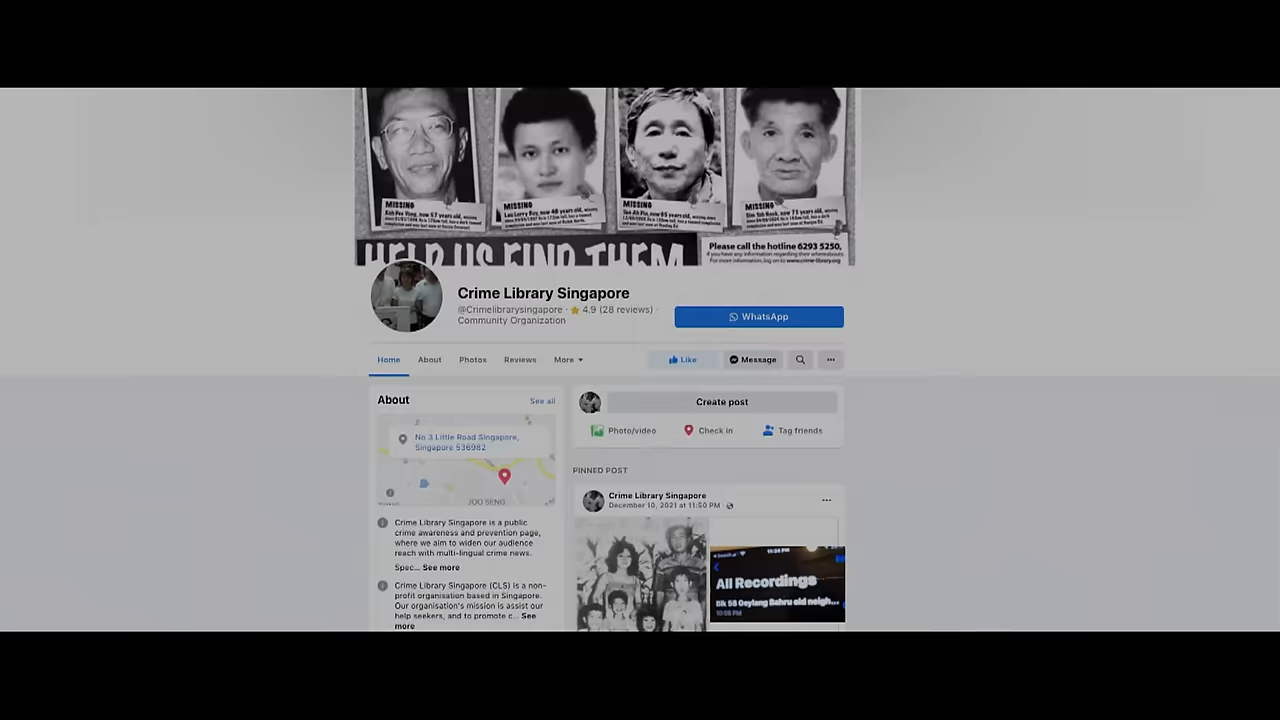 MISSING
MISSING
MISSING
MISSING
HELP US FIND THEM
Please call the hotline 6293 5250,
if you have any information regarding their whereabouts.
For more information, log on to www.crime-library.org
Crime Library Singapore
@Crimelibrarysingapore · 4.9 (28 reviews) ·
Community Organization
WhatsApp
Home
About
Photos
Reviews
More
Like
Message
About
See all
No 3 Little Road Singapore,
Singapore 536982
JOO SENG
Crime Library Singapore is a public
crime awareness and prevention page,
where we aim to widen our audience
reach with multi-lingual crime news.
Spec... See more
Crime Library Singapore (CLS) is a non-
profit organisation based in Singapore.
Our organisation's mission is assist our
help seekers, and to promote c... See
more
Create post
Photo/video
Check in
Tag friends
PINNED POST
Crime Library Singapore
December 10, 2021 at 11:50 PM
All Recordings
Blk 58 Geylang Bahru old neigh...